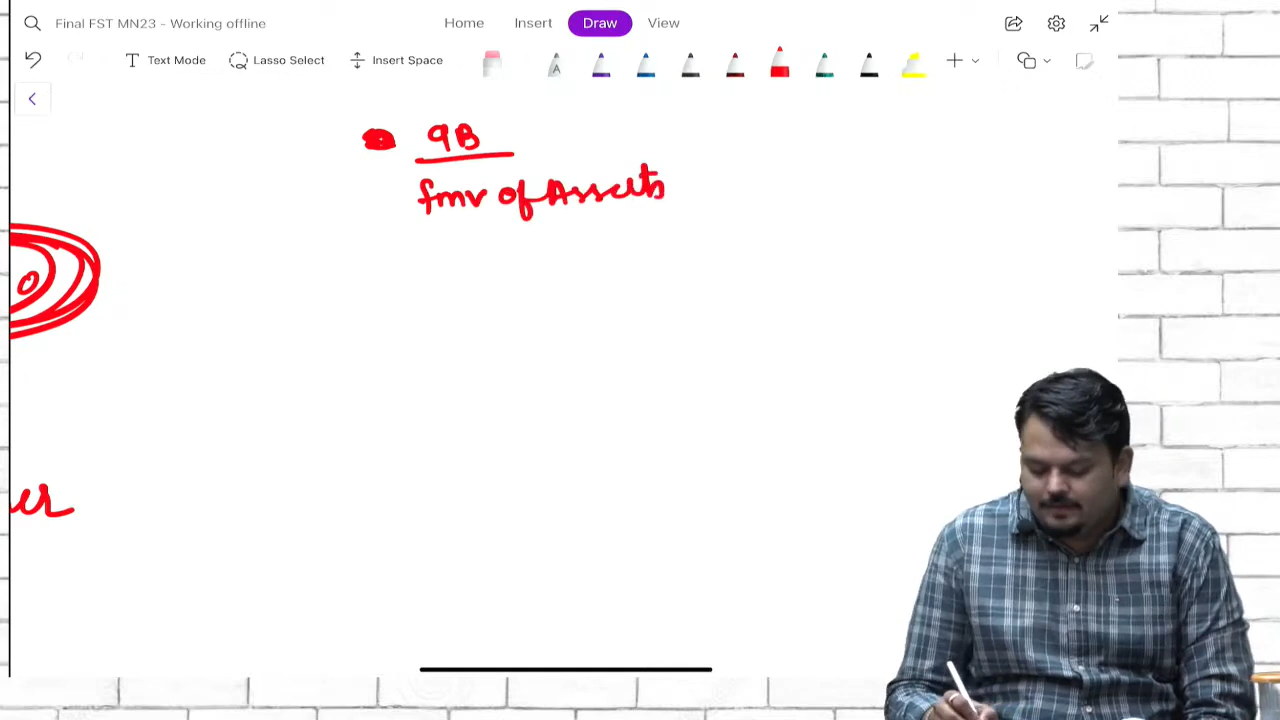 Final FST MN23 - Working offline
Home Insert Draw View
Text Mode Lasso Select Insert Space
A
9B
fmv of Assets
er